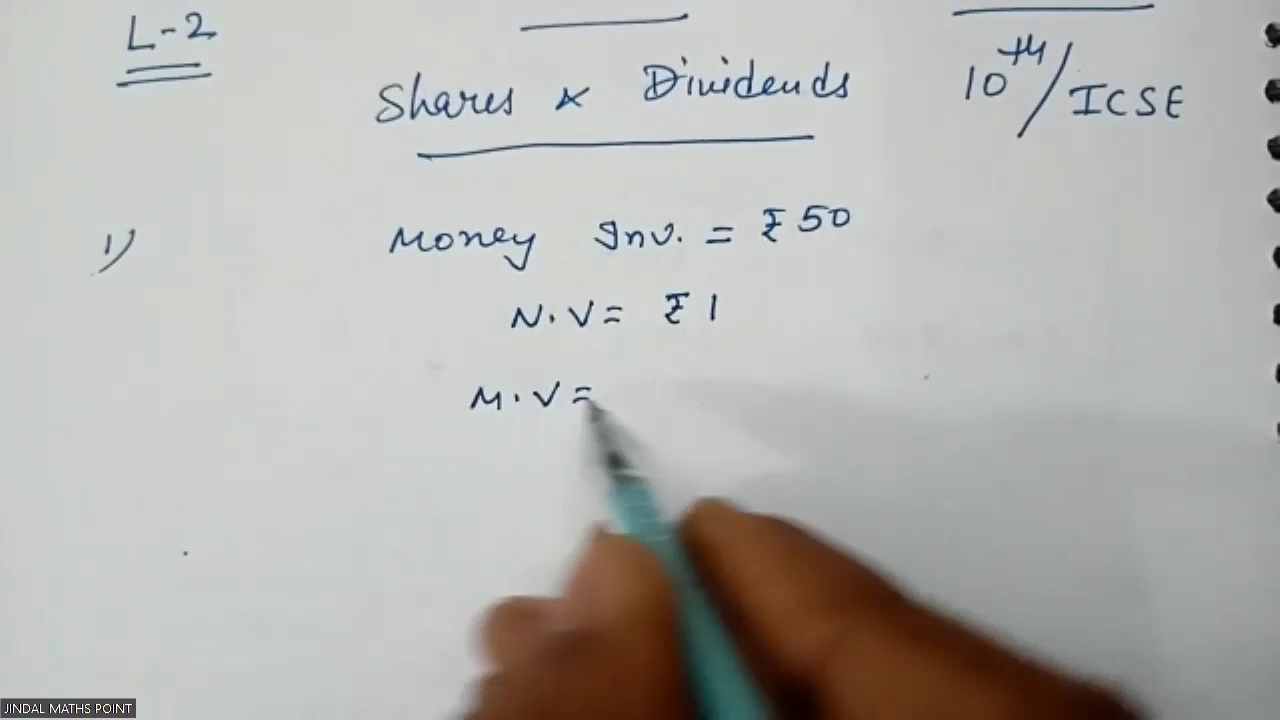 L-2
Shares & Dividends
10th/ICSE
1) Money Inv. = ₹50
N.V= ₹1
M.V=
JINDAL MATHS POINT